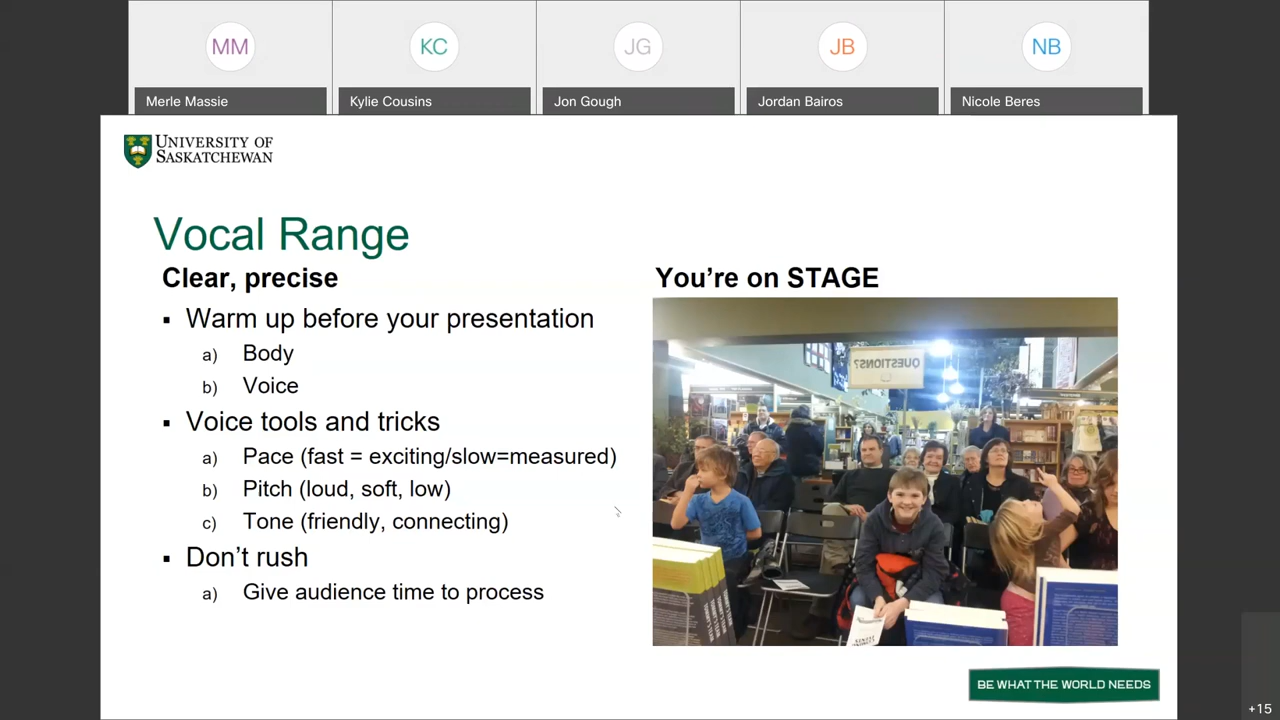 MM
KC
JG
JB
NB
Merle Massie
Kylie Cousins
Jon Gough
Jordan Bairos
Nicole Beres
UNIVERSITY OF
SASKATCHEWAN
Vocal Range
Clear, precise
▪ Warm up before your presentation
a) Body
b) Voice
▪ Voice tools and tricks
a) Pace (fast = exciting/slow=measured)
b) Pitch (loud, soft, low)
c) Tone (friendly, connecting)
▪ Don’t rush
a) Give audience time to process
You’re on STAGE
QUESTIONS?
BE WHAT THE WORLD NEEDS
+15